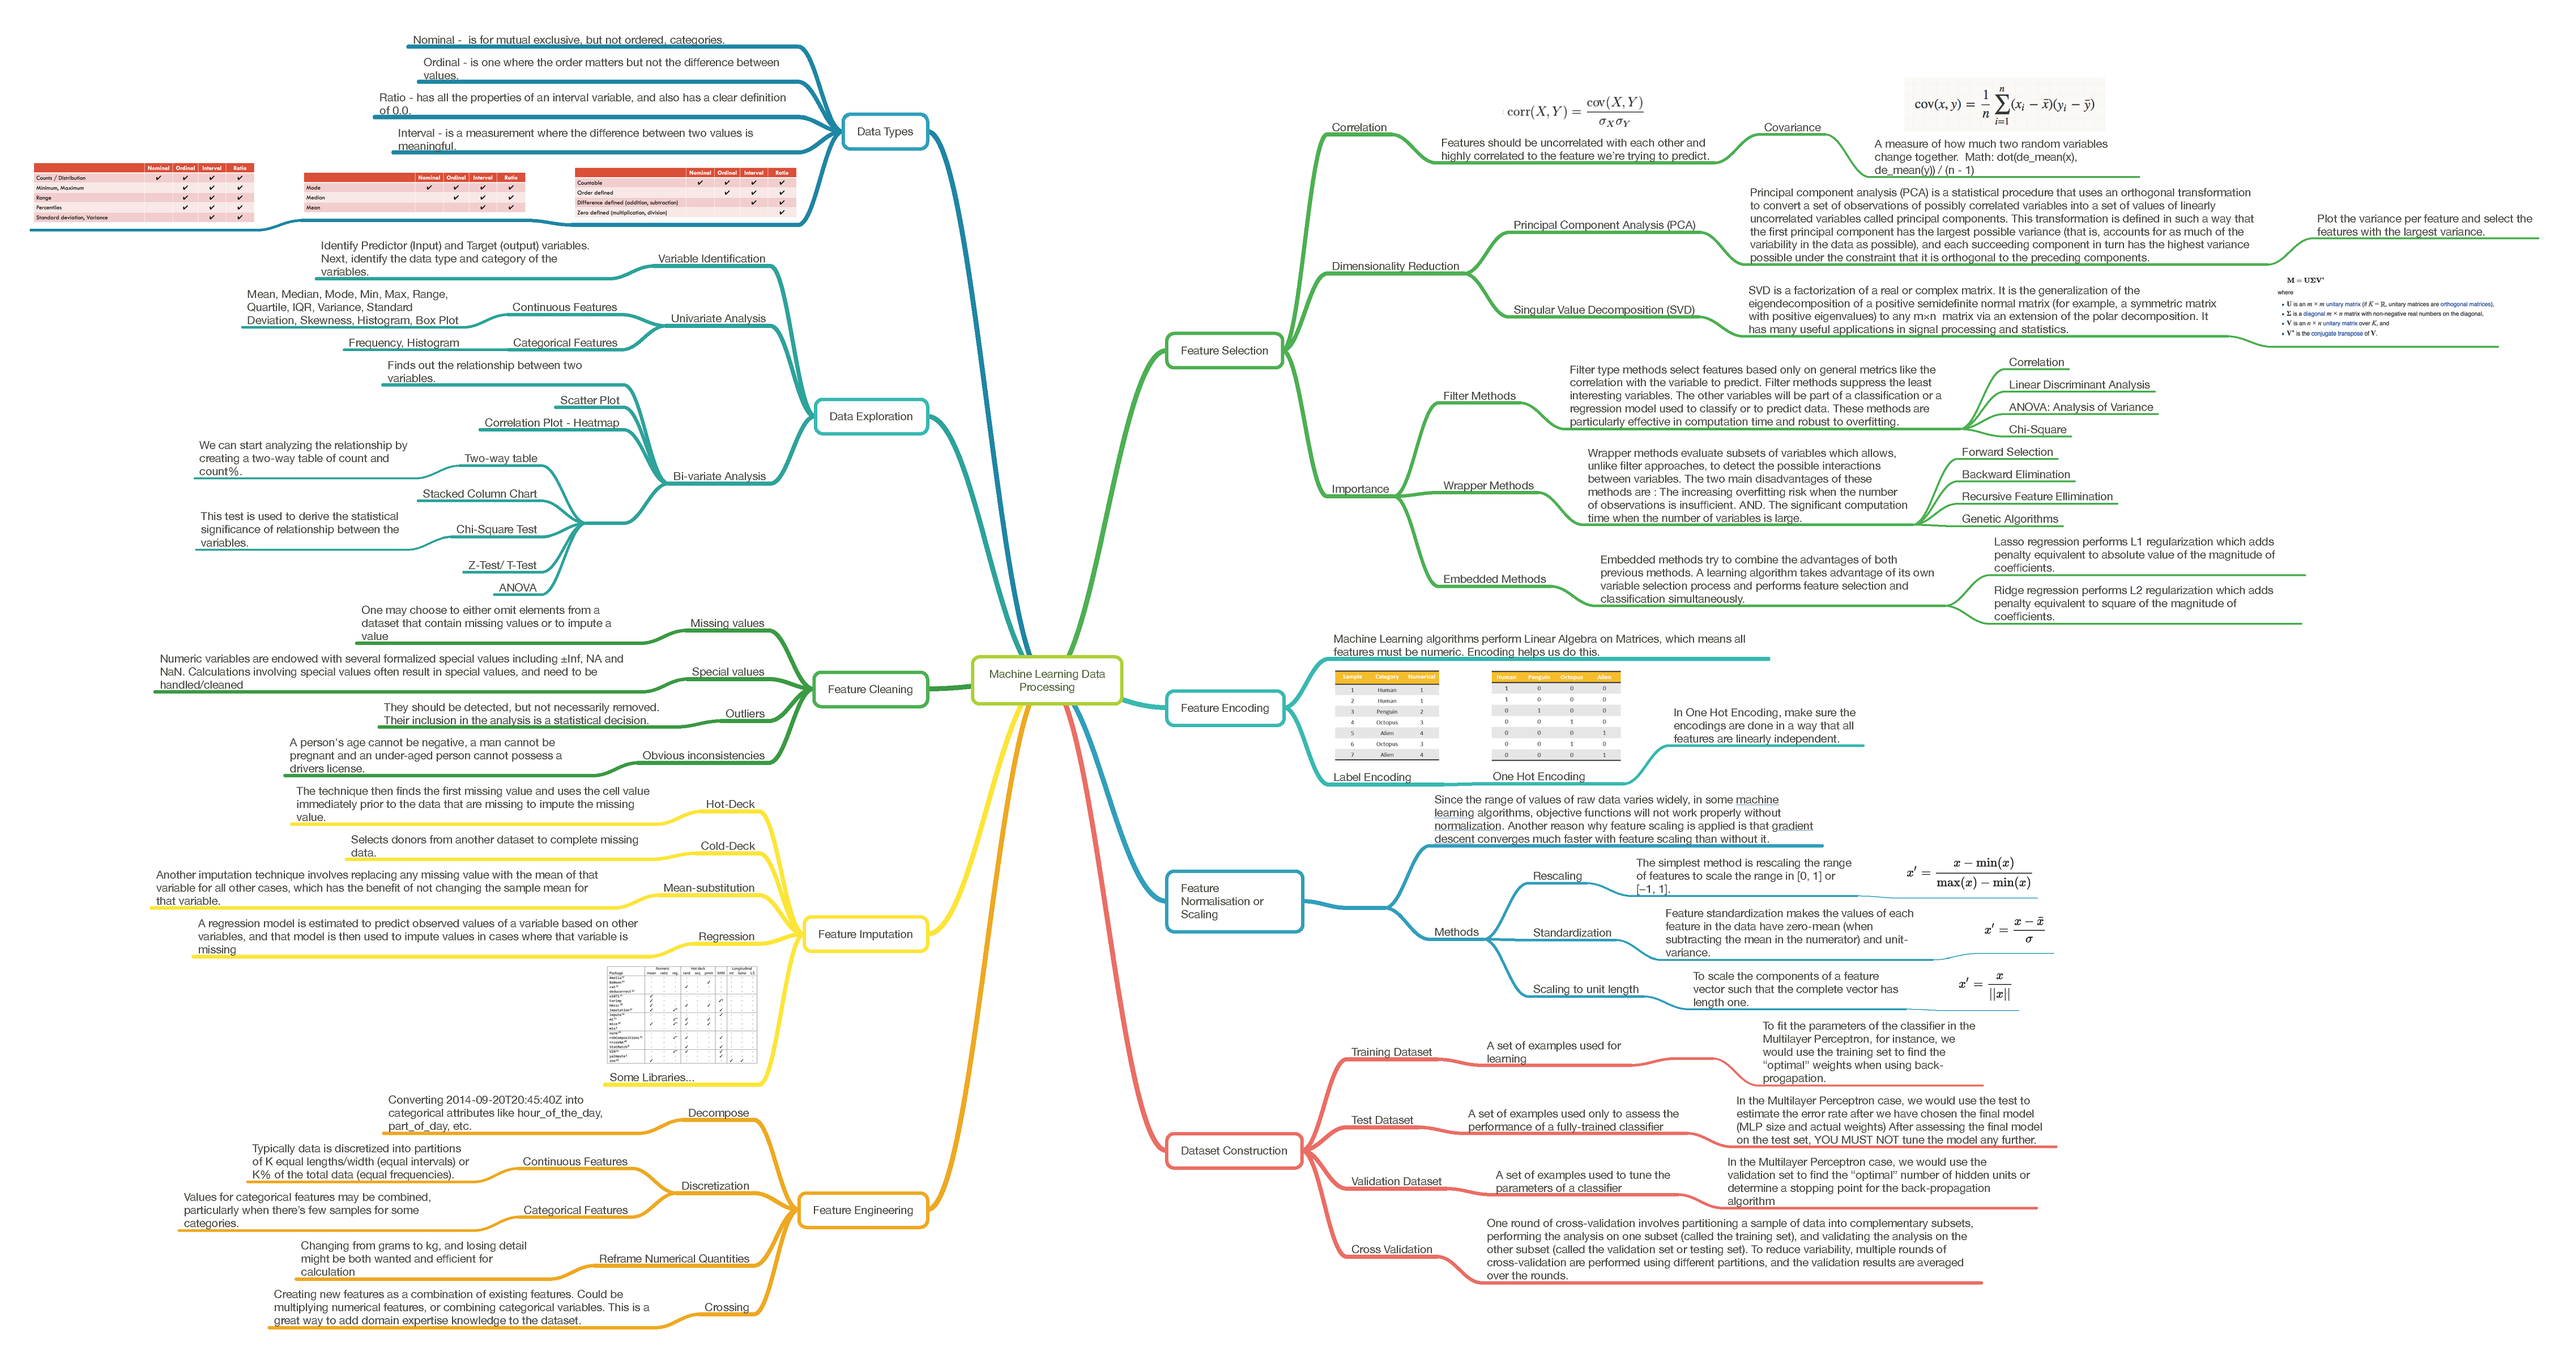 Machine Learning Data
Processing
Data Types
Nominal -  is for mutual exclusive, but not ordered, categories.
Ordinal - is one where the order matters but not the difference between
values.
Ratio - has all the properties of an interval variable, and also has a clear definition
of 0.0.
Interval - is a measurement where the difference between two values is
meaningful.
Nominal Ordinal Interval Ratio
Counts / Distribution ✔ ✔ ✔ ✔
Minimum, Maximum ✔ ✔ ✔
Range ✔ ✔ ✔
Percentiles ✔ ✔ ✔
Standard deviation, Variance ✔ ✔
Nominal Ordinal Interval Ratio
Mode ✔ ✔ ✔ ✔
Median ✔ ✔ ✔
Mean ✔ ✔
Nominal Ordinal Interval Ratio
Countable ✔ ✔ ✔ ✔
Order defined ✔ ✔ ✔
Difference defined (addition, subtraction) ✔ ✔
Zero defined (multiplication, division) ✔
Data Exploration
Variable Identification
Identify Predictor (Input) and Target (output) variables.
Next, identify the data type and category of the
variables.
Univariate Analysis
Continuous Features
Mean, Median, Mode, Min, Max, Range,
Quartile, IQR, Variance, Standard
Deviation, Skewness, Histogram, Box Plot
Categorical Features
Frequency, Histogram
Bi-variate Analysis
Finds out the relationship between two
variables.
Scatter Plot
Correlation Plot - Heatmap
Two-way table
We can start analyzing the relationship by
creating a two-way table of count and
count%.
Stacked Column Chart
Chi-Square Test
This test is used to derive the statistical
significance of relationship between the
variables.
Z-Test/ T-Test
ANOVA
Feature Cleaning
Missing values
One may choose to either omit elements from a
dataset that contain missing values or to impute a
value
Special values
Numeric variables are endowed with several formalized special values including ±Inf, NA and
NaN. Calculations involving special values often result in special values, and need to be
handled/cleaned
Outliers
They should be detected, but not necessarily removed.
Their inclusion in the analysis is a statistical decision.
Obvious inconsistencies
A person's age cannot be negative, a man cannot be
pregnant and an under-aged person cannot possess a
drivers license.
Feature Imputation
Hot-Deck
The technique then finds the first missing value and uses the cell value
immediately prior to the data that are missing to impute the missing
value.
Cold-Deck
Selects donors from another dataset to complete missing
data.
Mean-substitution
Another imputation technique involves replacing any missing value with the mean of that
variable for all other cases, which has the benefit of not changing the sample mean for
that variable.
Regression
A regression model is estimated to predict observed values of a variable based on other
variables, and that model is then used to impute values in cases where that variable is
missing
Some Libraries...
Feature Engineering
Decompose
Converting 2014-09-20T20:45:40Z into
categorical attributes like hour_of_the_day,
part_of_day, etc.
Discretization
Continuous Features
Typically data is discretized into partitions
of K equal lengths/width (equal intervals) or
K% of the total data (equal frequencies).
Categorical Features
Values for categorical features may be combined,
particularly when there's few samples for some
categories.
Reframe Numerical Quantities
Changing from grams to kg, and losing detail
might be both wanted and efficient for
calculation
Crossing
Creating new features as a combination of existing features. Could be
multiplying numerical features, or combining categorical variables. This is a
great way to add domain expertise knowledge to the dataset.
Feature Selection
Correlation
corr(X, Y) = cov(X, Y) / σX σY
Features should be uncorrelated with each other and
highly correlated to the feature we're trying to predict.
Covariance
cov(x, y) = 1/n Σ i=1 n (xi − x̄)(yi − ȳ)
A measure of how much two random variables
change together.  Math: dot(de_mean(x),
de_mean(y)) / (n - 1)
Dimensionality Reduction
Principal Component Analysis (PCA)
Principal component analysis (PCA) is a statistical procedure that uses an orthogonal transformation
to convert a set of observations of possibly correlated variables into a set of values of linearly
uncorrelated variables called principal components. This transformation is defined in such a way that
the first principal component has the largest possible variance (that is, accounts for as much of the
variability in the data as possible), and each succeeding component in turn has the highest variance
possible under the constraint that it is orthogonal to the preceding components.
Plot the variance per feature and select the
features with the largest variance.
Singular Value Decomposition (SVD)
SVD is a factorization of a real or complex matrix. It is the generalization of the
eigendecomposition of a positive semidefinite normal matrix (for example, a symmetric matrix
with positive eigenvalues) to any m×n  matrix via an extension of the polar decomposition. It
has many useful applications in signal processing and statistics.
M = UΣV*
where
• U is an m × m unitary matrix (if K = ℝ, unitary matrices are orthogonal matrices),
• Σ is a diagonal m × n matrix with non-negative real numbers on the diagonal,
• V is an n × n unitary matrix over K, and
• V* is the conjugate transpose of V.
Importance
Filter Methods
Filter type methods select features based only on general metrics like the
correlation with the variable to predict. Filter methods suppress the least
interesting variables. The other variables will be part of a classification or a
regression model used to classify or to predict data. These methods are
particularly effective in computation time and robust to overfitting.
Correlation
Linear Discriminant Analysis
ANOVA: Analysis of Variance
Chi-Square
Wrapper Methods
Wrapper methods evaluate subsets of variables which allows,
unlike filter approaches, to detect the possible interactions
between variables. The two main disadvantages of these
methods are : The increasing overfitting risk when the number
of observations is insufficient. AND. The significant computation
time when the number of variables is large.
Forward Selection
Backward Elimination
Recursive Feature Ellimination
Genetic Algorithms
Embedded Methods
Embedded methods try to combine the advantages of both
previous methods. A learning algorithm takes advantage of its own
variable selection process and performs feature selection and
classification simultaneously.
Lasso regression performs L1 regularization which adds
penalty equivalent to absolute value of the magnitude of
coefficients.
Ridge regression performs L2 regularization which adds
penalty equivalent to square of the magnitude of
coefficients.
Feature Encoding
Machine Learning algorithms perform Linear Algebra on Matrices, which means all
features must be numeric. Encoding helps us do this.
Sample Category Numerical
1 Human 1
2 Human 1
3 Penguin 2
4 Octopus 3
5 Alien 4
6 Octopus 3
7 Alien 4
Label Encoding
Human Penguin Octopus Alien
1 0 0 0
1 0 0 0
0 1 0 0
0 0 1 0
0 0 0 1
0 0 1 0
0 0 0 1
One Hot Encoding
In One Hot Encoding, make sure the
encodings are done in a way that all
features are linearly independent.
Feature
Normalisation or
Scaling
Since the range of values of raw data varies widely, in some machine
learning algorithms, objective functions will not work properly without
normalization. Another reason why feature scaling is applied is that gradient
descent converges much faster with feature scaling than without it.
Methods
Rescaling
The simplest method is rescaling the range
of features to scale the range in [0, 1] or
[−1, 1].
x′ = x − min(x) / max(x) − min(x)
Standardization
Feature standardization makes the values of each
feature in the data have zero-mean (when
subtracting the mean in the numerator) and unit-
variance.
x′ = x − x̄ / σ
Scaling to unit length
To scale the components of a feature
vector such that the complete vector has
length one.
x′ = x / ||x||
Dataset Construction
Training Dataset
A set of examples used for
learning
To fit the parameters of the classifier in the
Multilayer Perceptron, for instance, we
would use the training set to find the
“optimal” weights when using back-
progapation.
Test Dataset
A set of examples used only to assess the
performance of a fully-trained classifier
In the Multilayer Perceptron case, we would use the test to
estimate the error rate after we have chosen the final model
(MLP size and actual weights) After assessing the final model
on the test set, YOU MUST NOT tune the model any further.
Validation Dataset
A set of examples used to tune the
parameters of a classifier
In the Multilayer Perceptron case, we would use the
validation set to find the “optimal” number of hidden units or
determine a stopping point for the back-propagation
algorithm
Cross Validation
One round of cross-validation involves partitioning a sample of data into complementary subsets,
performing the analysis on one subset (called the training set), and validating the analysis on the
other subset (called the validation set or testing set). To reduce variability, multiple rounds of
cross-validation are performed using different partitions, and the validation results are averaged
over the rounds.